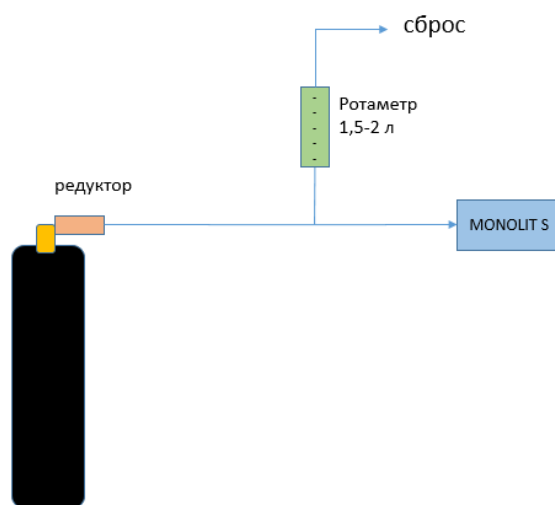 сброс
Ротаметр
1,5-2 л
редуктор
MONOLIT S